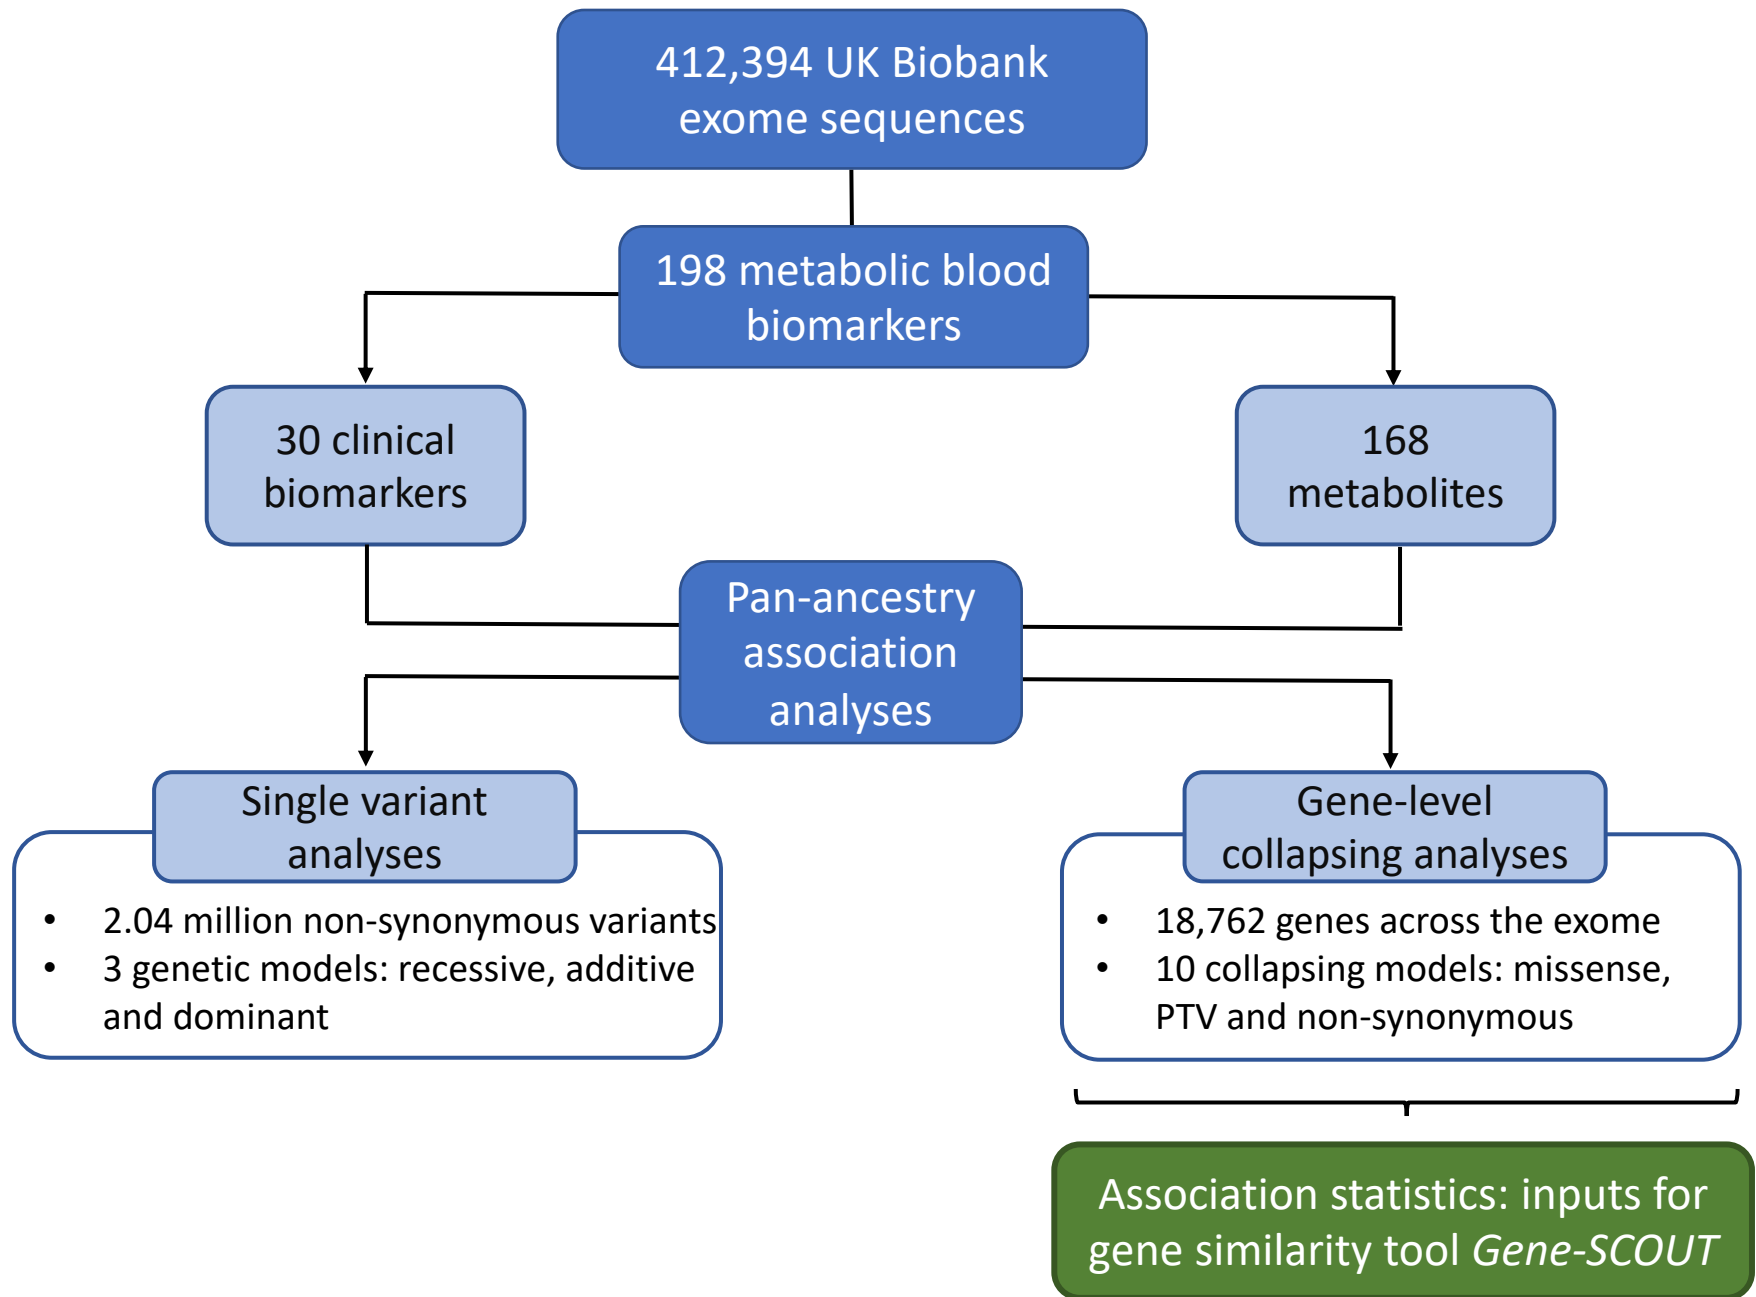 412,394 UK Biobank
exome sequences
198 metabolic blood
biomarkers
30 clinical
biomarkers
168
metabolites
Pan-ancestry
association
analyses
Single variant
analyses
• 2.04 million non-synonymous variants
• 3 genetic models: recessive, additive
and dominant
Gene-level
collapsing analyses
• 18,762 genes across the exome
• 10 collapsing models: missense,
PTV and non-synonymous
Association statistics: inputs for
gene similarity tool Gene-SCOUT